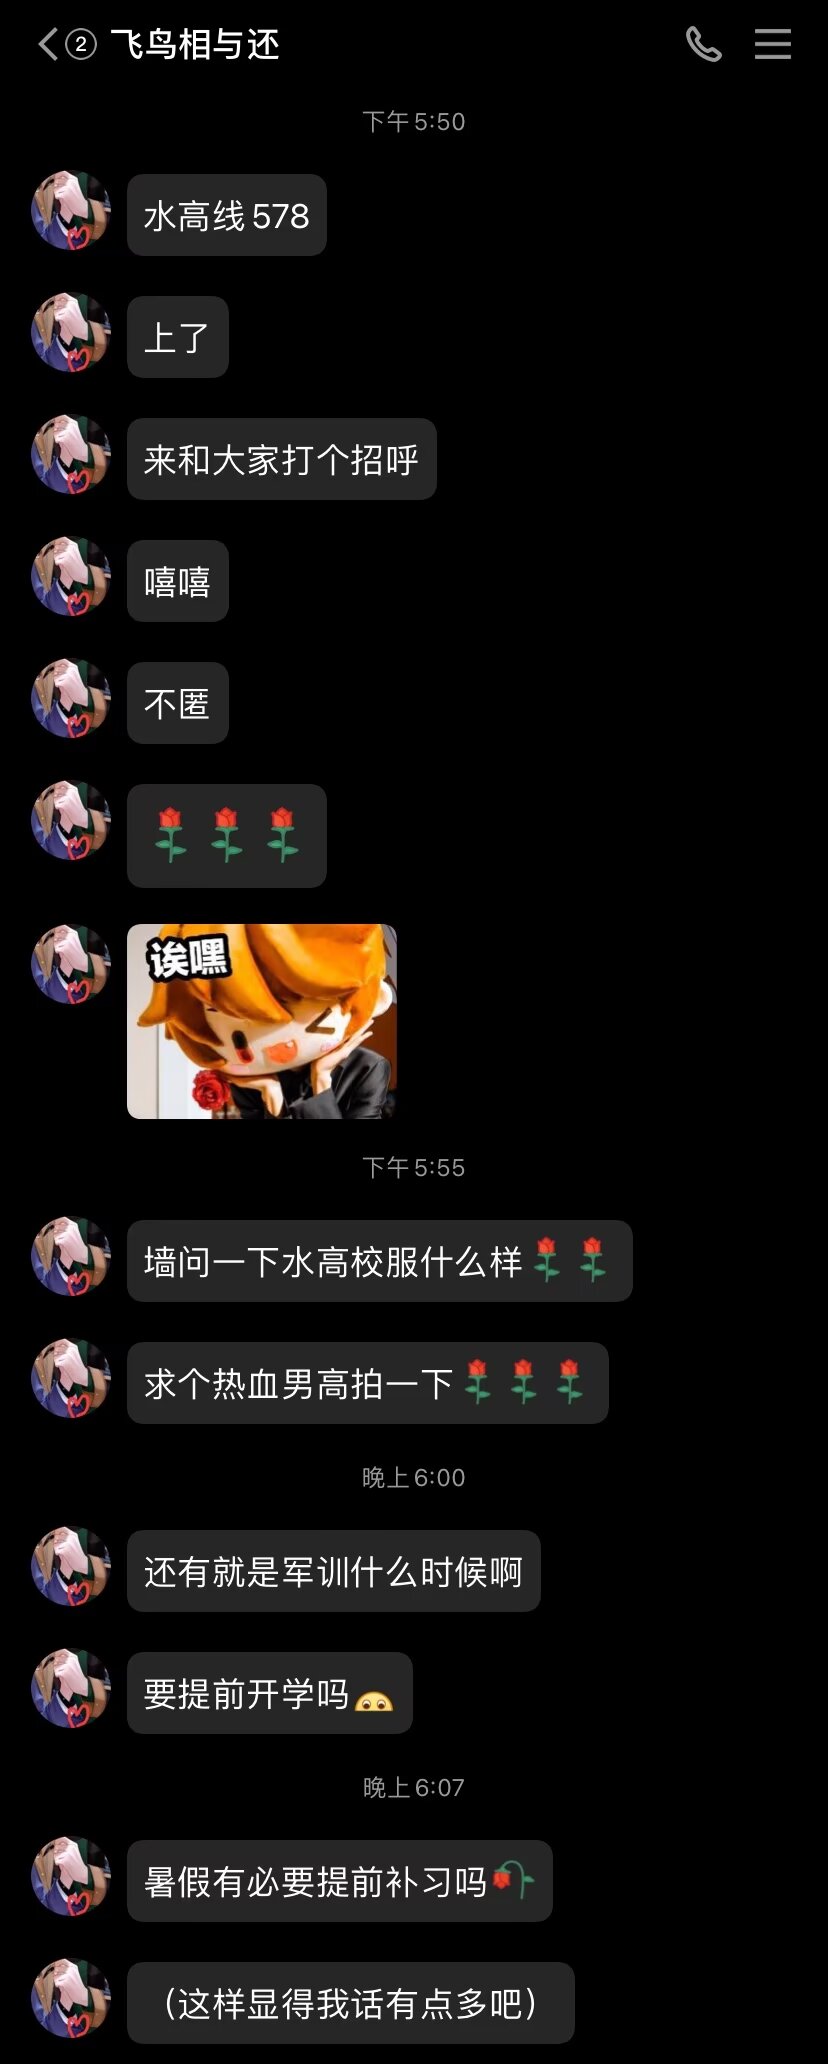 ② 飞鸟相与还
下午 5:50
水高线 578
上了
来和大家打个招呼
嘻嘻
不匿
诶嘿
下午 5:55
墙问一下水高校服什么样
求个热血男高拍一下
晚上 6:00
还有就是军训什么时候啊
要提前开学吗
晚上 6:07
暑假有必要提前补习吗
（这样显得我话有点多吧）